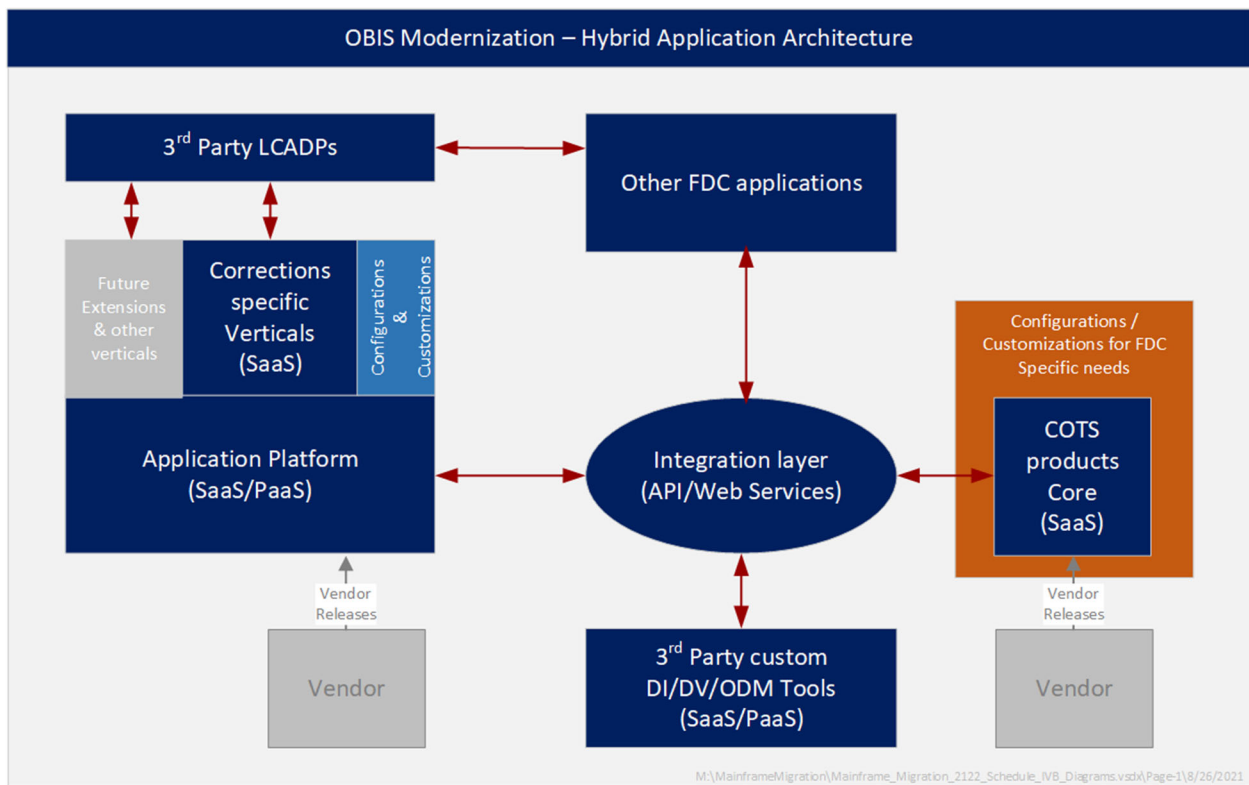 OBIS Modernization – Hybrid Application Architecture
3rd Party LCADPs
Other FDC applications
Future
Extensions
& other
verticals
Corrections
specific
Verticals
(SaaS)
Configurations
&
Customizations
Configurations /
Customizations for FDC
Specific needs
COTS
products
Core
(SaaS)
Application Platform
(SaaS/PaaS)
Integration layer
(API/Web Services)
Vendor
Releases
Vendor
3rd Party custom
DI/DV/ODM Tools
(SaaS/PaaS)
Vendor
Releases
Vendor
M:\MainframeMigration\Mainframe_Migration_2122_Schedule_IVB_Diagrams.vsdx\Page-1\8/26/2021